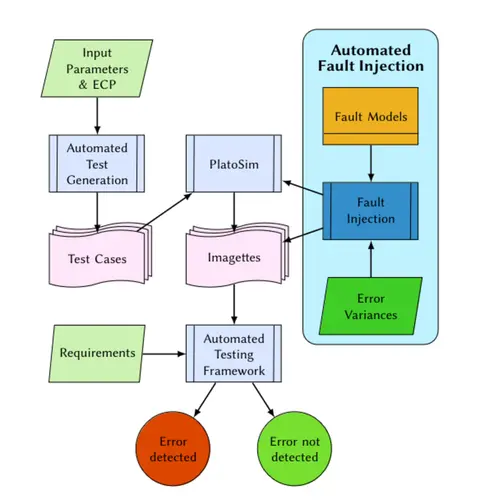 Input
Parameters
& ECP
Automated
Fault Injection
Fault Models
Automated
Test
Generation
PlatoSim
Fault
Injection
Test Cases
Imagettes
Error
Variances
Requirements
Automated
Testing
Framework
Error
detected
Error not
detected